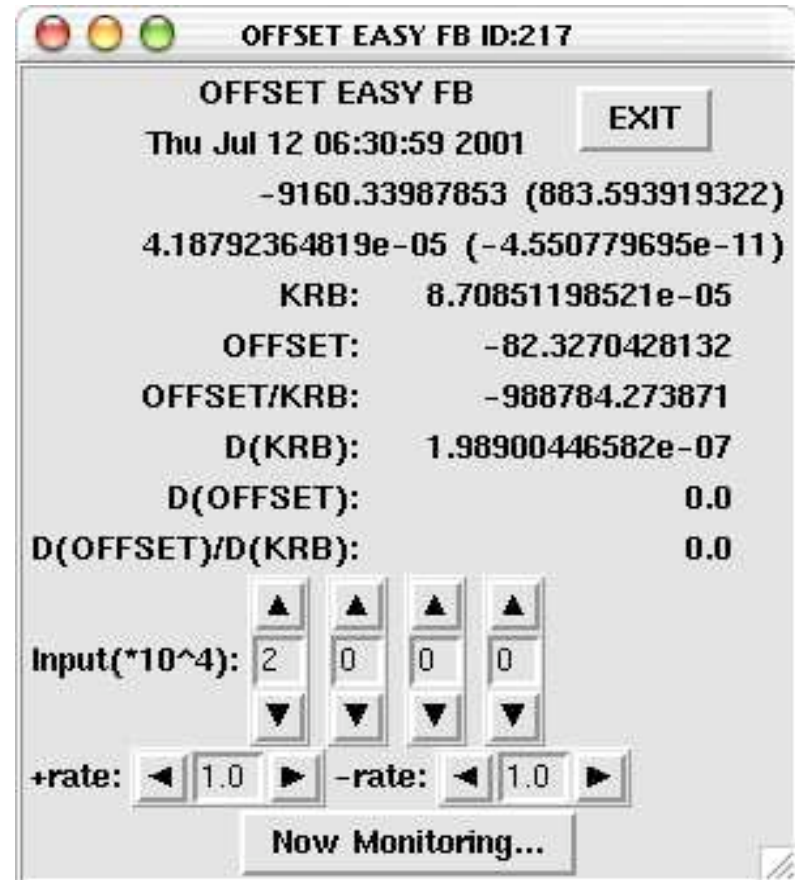 OFFSET EASY FB ID:217
OFFSET EASY FB
EXIT
Thu Jul 12 06:30:59 2001
-9160.33987853 (883.593919322)
4.18792364819e-05 (-4.550779695e-11)
KRB: 8.70851198521e-05
OFFSET: -82.3270428132
OFFSET/KRB: -988784.273871
D(KRB): 1.98900446582e-07
D(OFFSET): 0.0
D(OFFSET)/D(KRB): 0.0
Input(*10^4): 2 0 0 0
+rate: 1.0 -rate: 1.0
Now Monitoring...